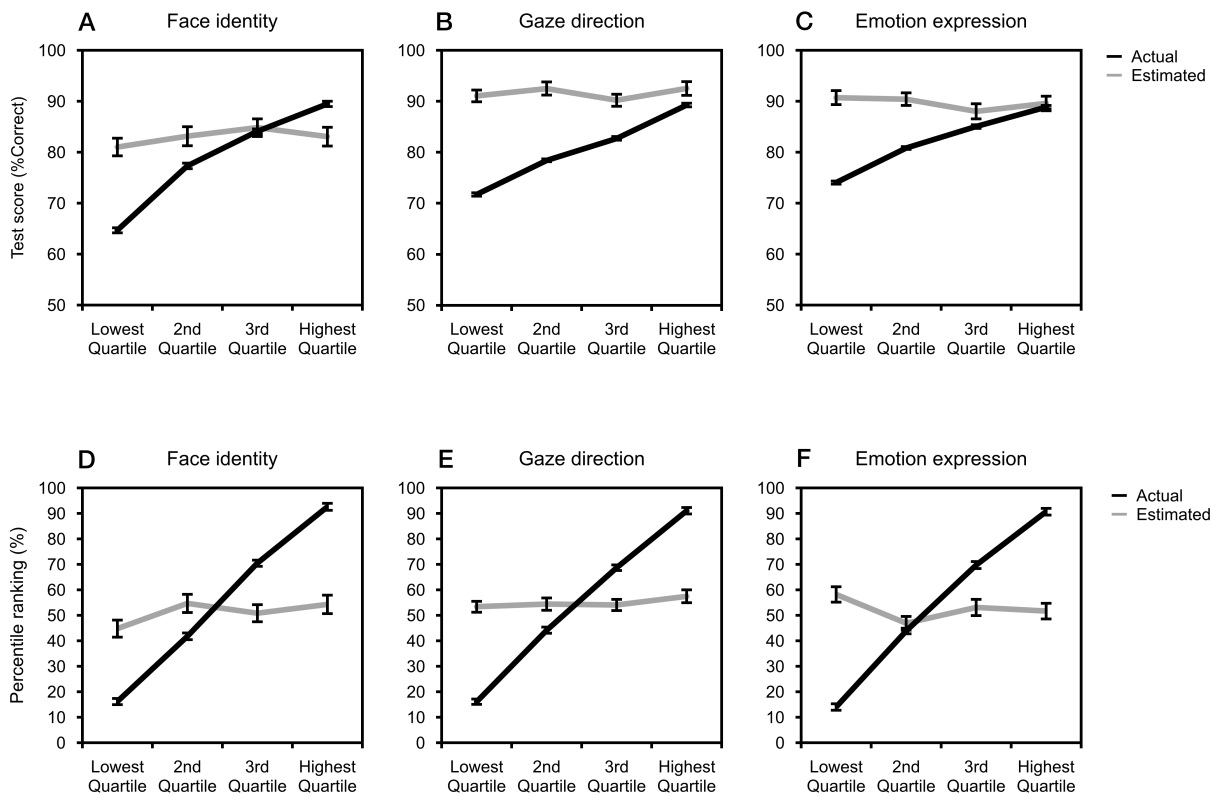 A Face identity
B Gaze direction
C Emotion expression
Actual
Estimated
Test score (%Correct)
100
90
80
70
60
50
100
90
80
70
60
50
100
90
80
70
60
50
Lowest 2nd 3rd Highest
Quartile Quartile Quartile Quartile
Lowest 2nd 3rd Highest
Quartile Quartile Quartile Quartile
Lowest 2nd 3rd Highest
Quartile Quartile Quartile Quartile
D Face identity
E Gaze direction
F Emotion expression
Actual
Estimated
Percentile ranking (%)
100
90
80
70
60
50
40
30
20
10
0
100
90
80
70
60
50
40
30
20
10
0
100
90
80
70
60
50
40
30
20
10
0
Lowest 2nd 3rd Highest
Quartile Quartile Quartile Quartile
Lowest 2nd 3rd Highest
Quartile Quartile Quartile Quartile
Lowest 2nd 3rd Highest
Quartile Quartile Quartile Quartile